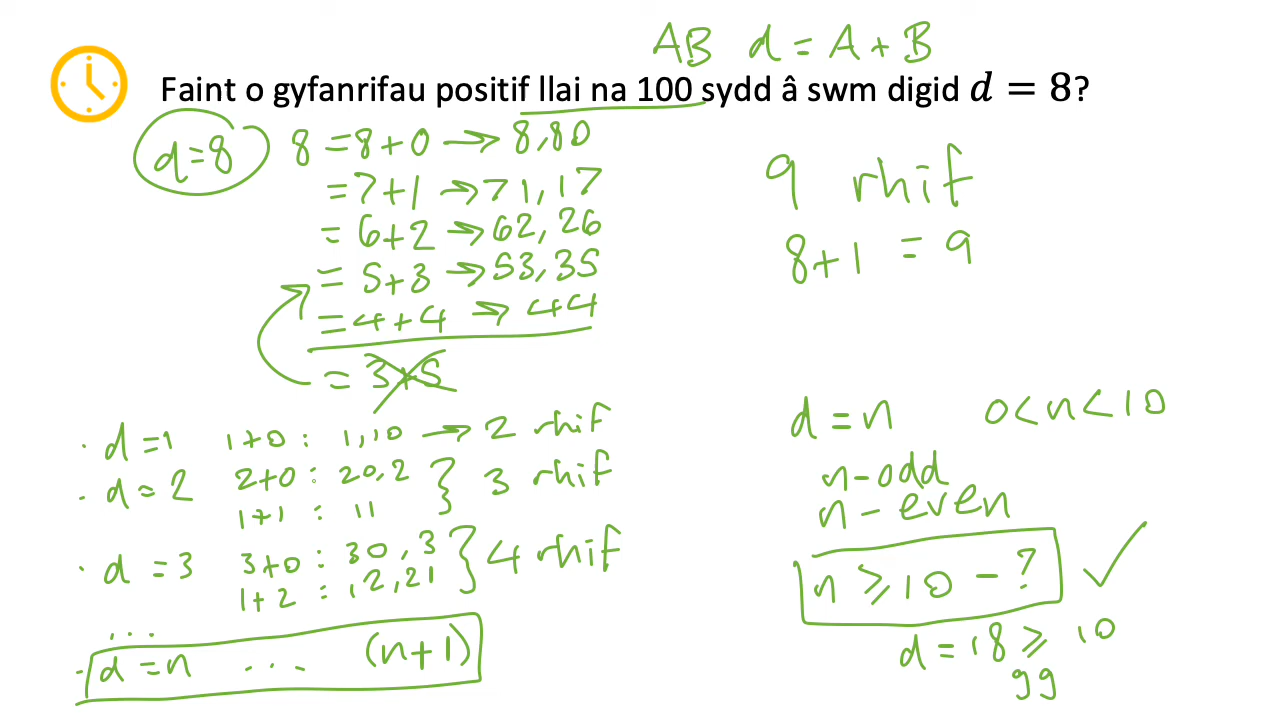 AB d = A + B
Faint o gyfanrifau positif llai na 100 sydd â swm digid d = 8?
d=8
8 = 8+0 → 8,80
= 7+1 → 71,17
= 6+2 → 62,26
= 5+3 → 53,35
= 4+4 → 44
= 3+5
9 rhif
8+1 = 9
· d=1 1+0 : 1,10 → 2 rhif
· d=2 2+0 : 20,2
1+1 : 11 } 3 rhif
· d=3 3+0 : 30,3
1+2 : 12,21 } 4 rhif
...
· d=n ... (n+1)
d=n 0<n<10
n-odd
n-even
n ≥ 10 - ? ✓
d = 18 ≥ 10
99